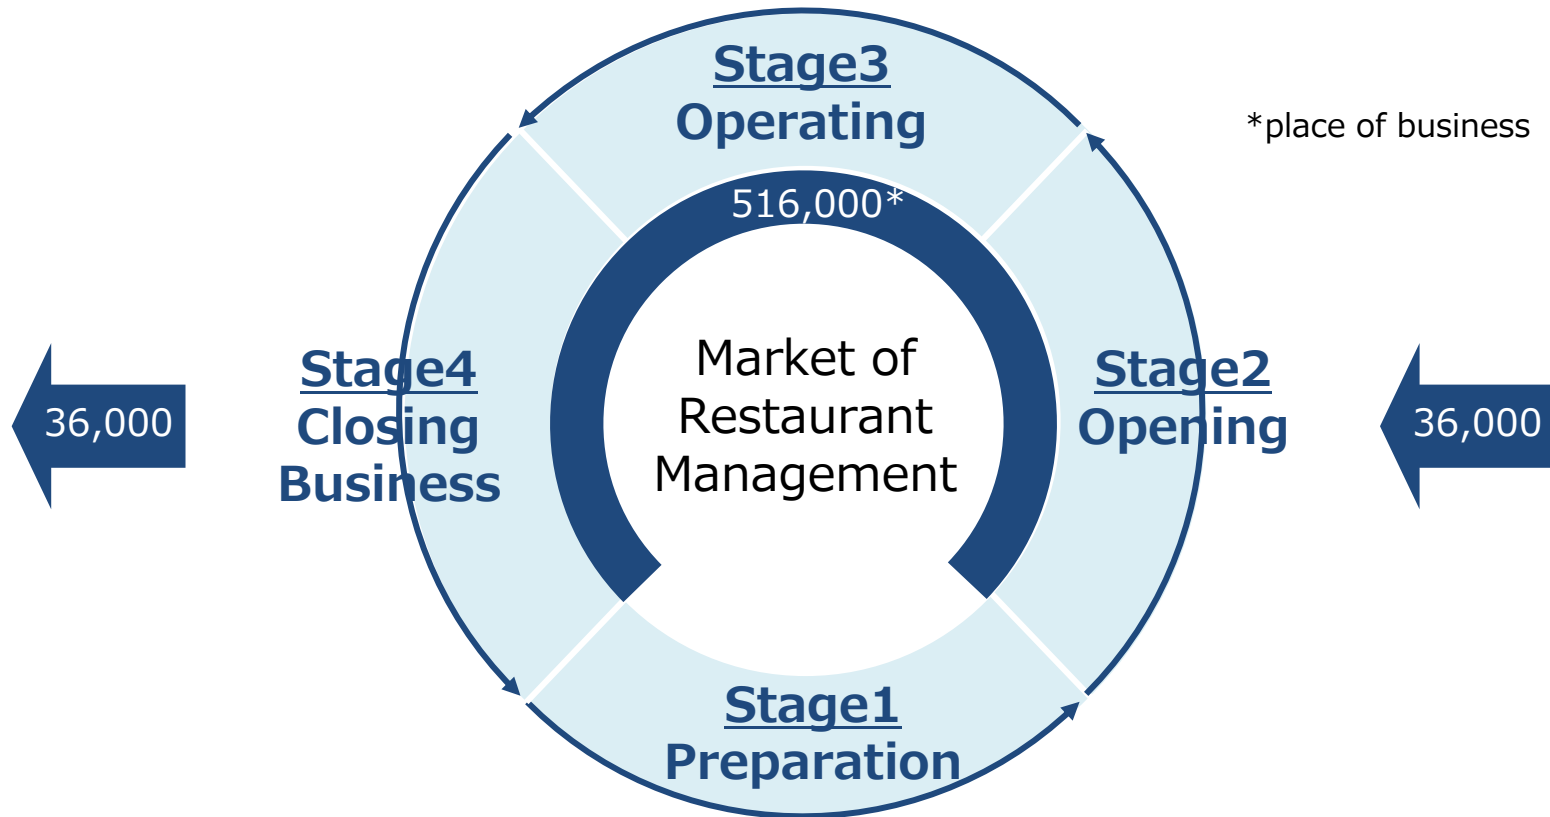 Stage3
Operating
*place of business
516,000*
Market of
Restaurant
Management
Stage4
Closing
Business
36,000
Stage2
Opening
36,000
Stage1
Preparation